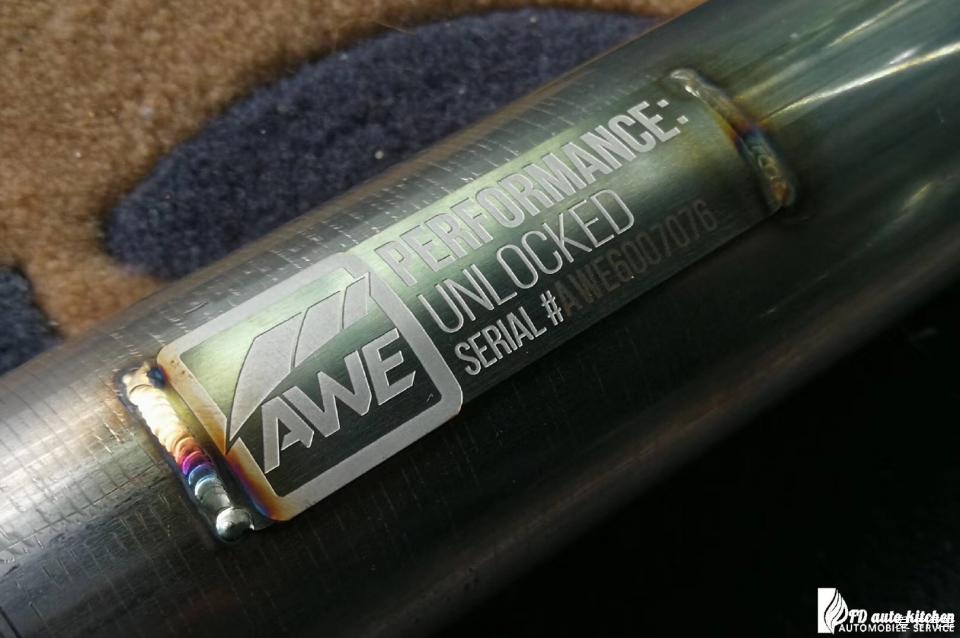 AWE
PERFORMANCE:
UNLOCKED
SERIAL #AWE6007076
FD auto kitchen
AUTOMOBILE SERVICE